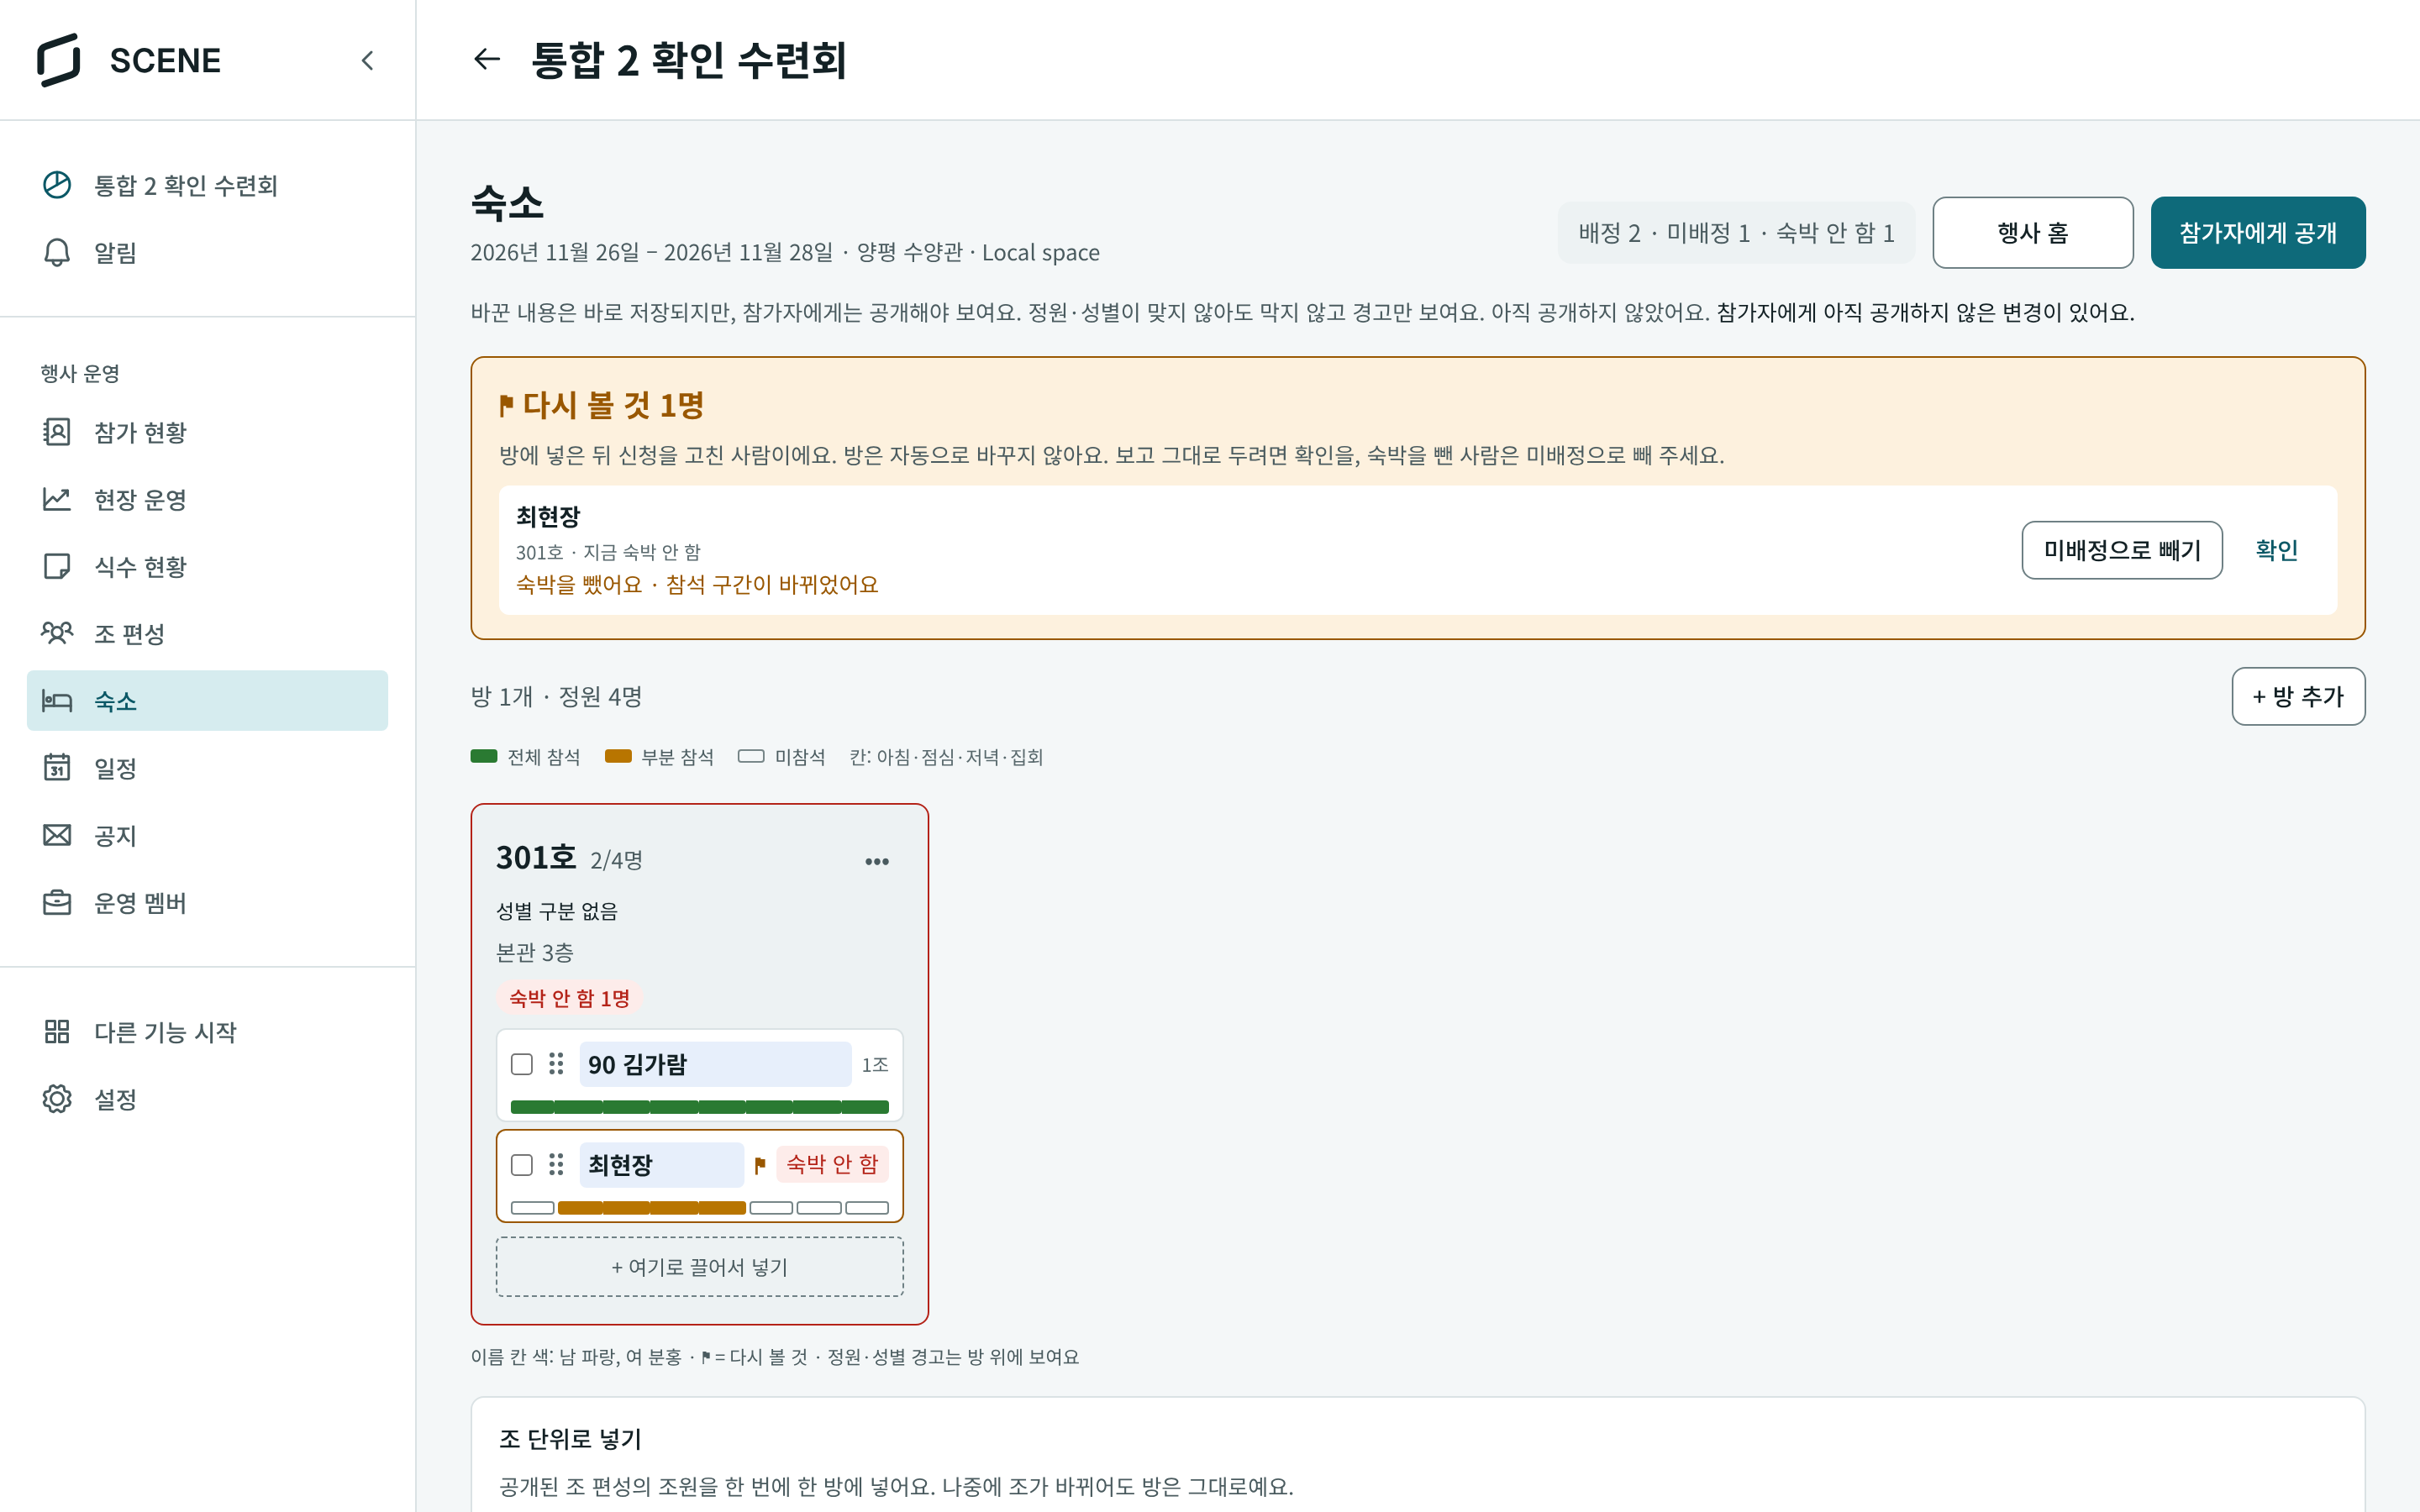 SCENE
통합 2 확인 수련회
통합 2 확인 수련회
알림
행사 운영
참가 현황
현장 운영
식수 현황
조 편성
숙소
31
일정
공지
운영 멤버
다른 기능 시작
설정
숙소
2026년 11월 26일 – 2026년 11월 28일 · 양평 수양관 · Local space
배정 2 · 미배정 1 · 숙박 안 함 1
행사 홈
참가자에게 공개
바꾼 내용은 바로 저장되지만, 참가자에게는 공개해야 보여요. 정원·성별이 맞지 않아도 막지 않고 경고만 보여요. 아직 공개하지 않았어요. 참가자에게 아직 공개하지 않은 변경이 있어요.
다시 볼 것 1명
방에 넣은 뒤 신청을 고친 사람이에요. 방은 자동으로 바꾸지 않아요. 보고 그대로 두려면 확인을, 숙박을 뺀 사람은 미배정으로 빼 주세요.
최현장
301호 · 지금 숙박 안 함
숙박을 뺐어요 · 참석 구간이 바뀌었어요
미배정으로 빼기
확인
방 1개 · 정원 4명
+ 방 추가
전체 참석
부분 참석
미참석
칸: 아침·점심·저녁·집회
301호 2/4명
성별 구분 없음
본관 3층
숙박 안 함 1명
90 김가람
1조
최현장
숙박 안 함
+ 여기로 끌어서 넣기
이름 칸 색: 남 파랑, 여 분홍 · ⚑ = 다시 볼 것 · 정원·성별 경고는 방 위에 보여요
조 단위로 넣기
공개된 조 편성의 조원을 한 번에 한 방에 넣어요. 나중에 조가 바뀌어도 방은 그대로예요.